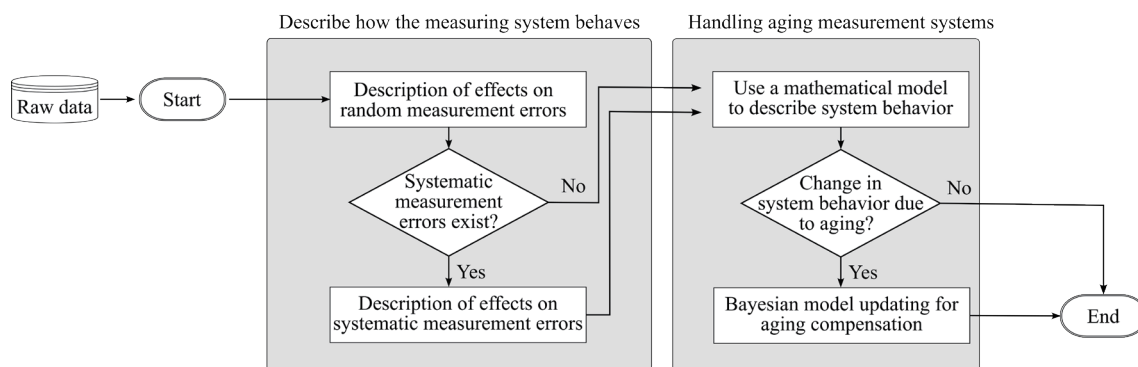 Describe how the measuring system behaves
Handling aging measurement systems
Raw data
Start
Description of effects on
random measurement errors
Systematic
measurement
errors exist?
No
Yes
Description of effects on
systematic measurement errors
Use a mathematical model
to describe system behavior
Change in
system behavior due
to aging?
No
Yes
Bayesian model updating for
aging compensation
End